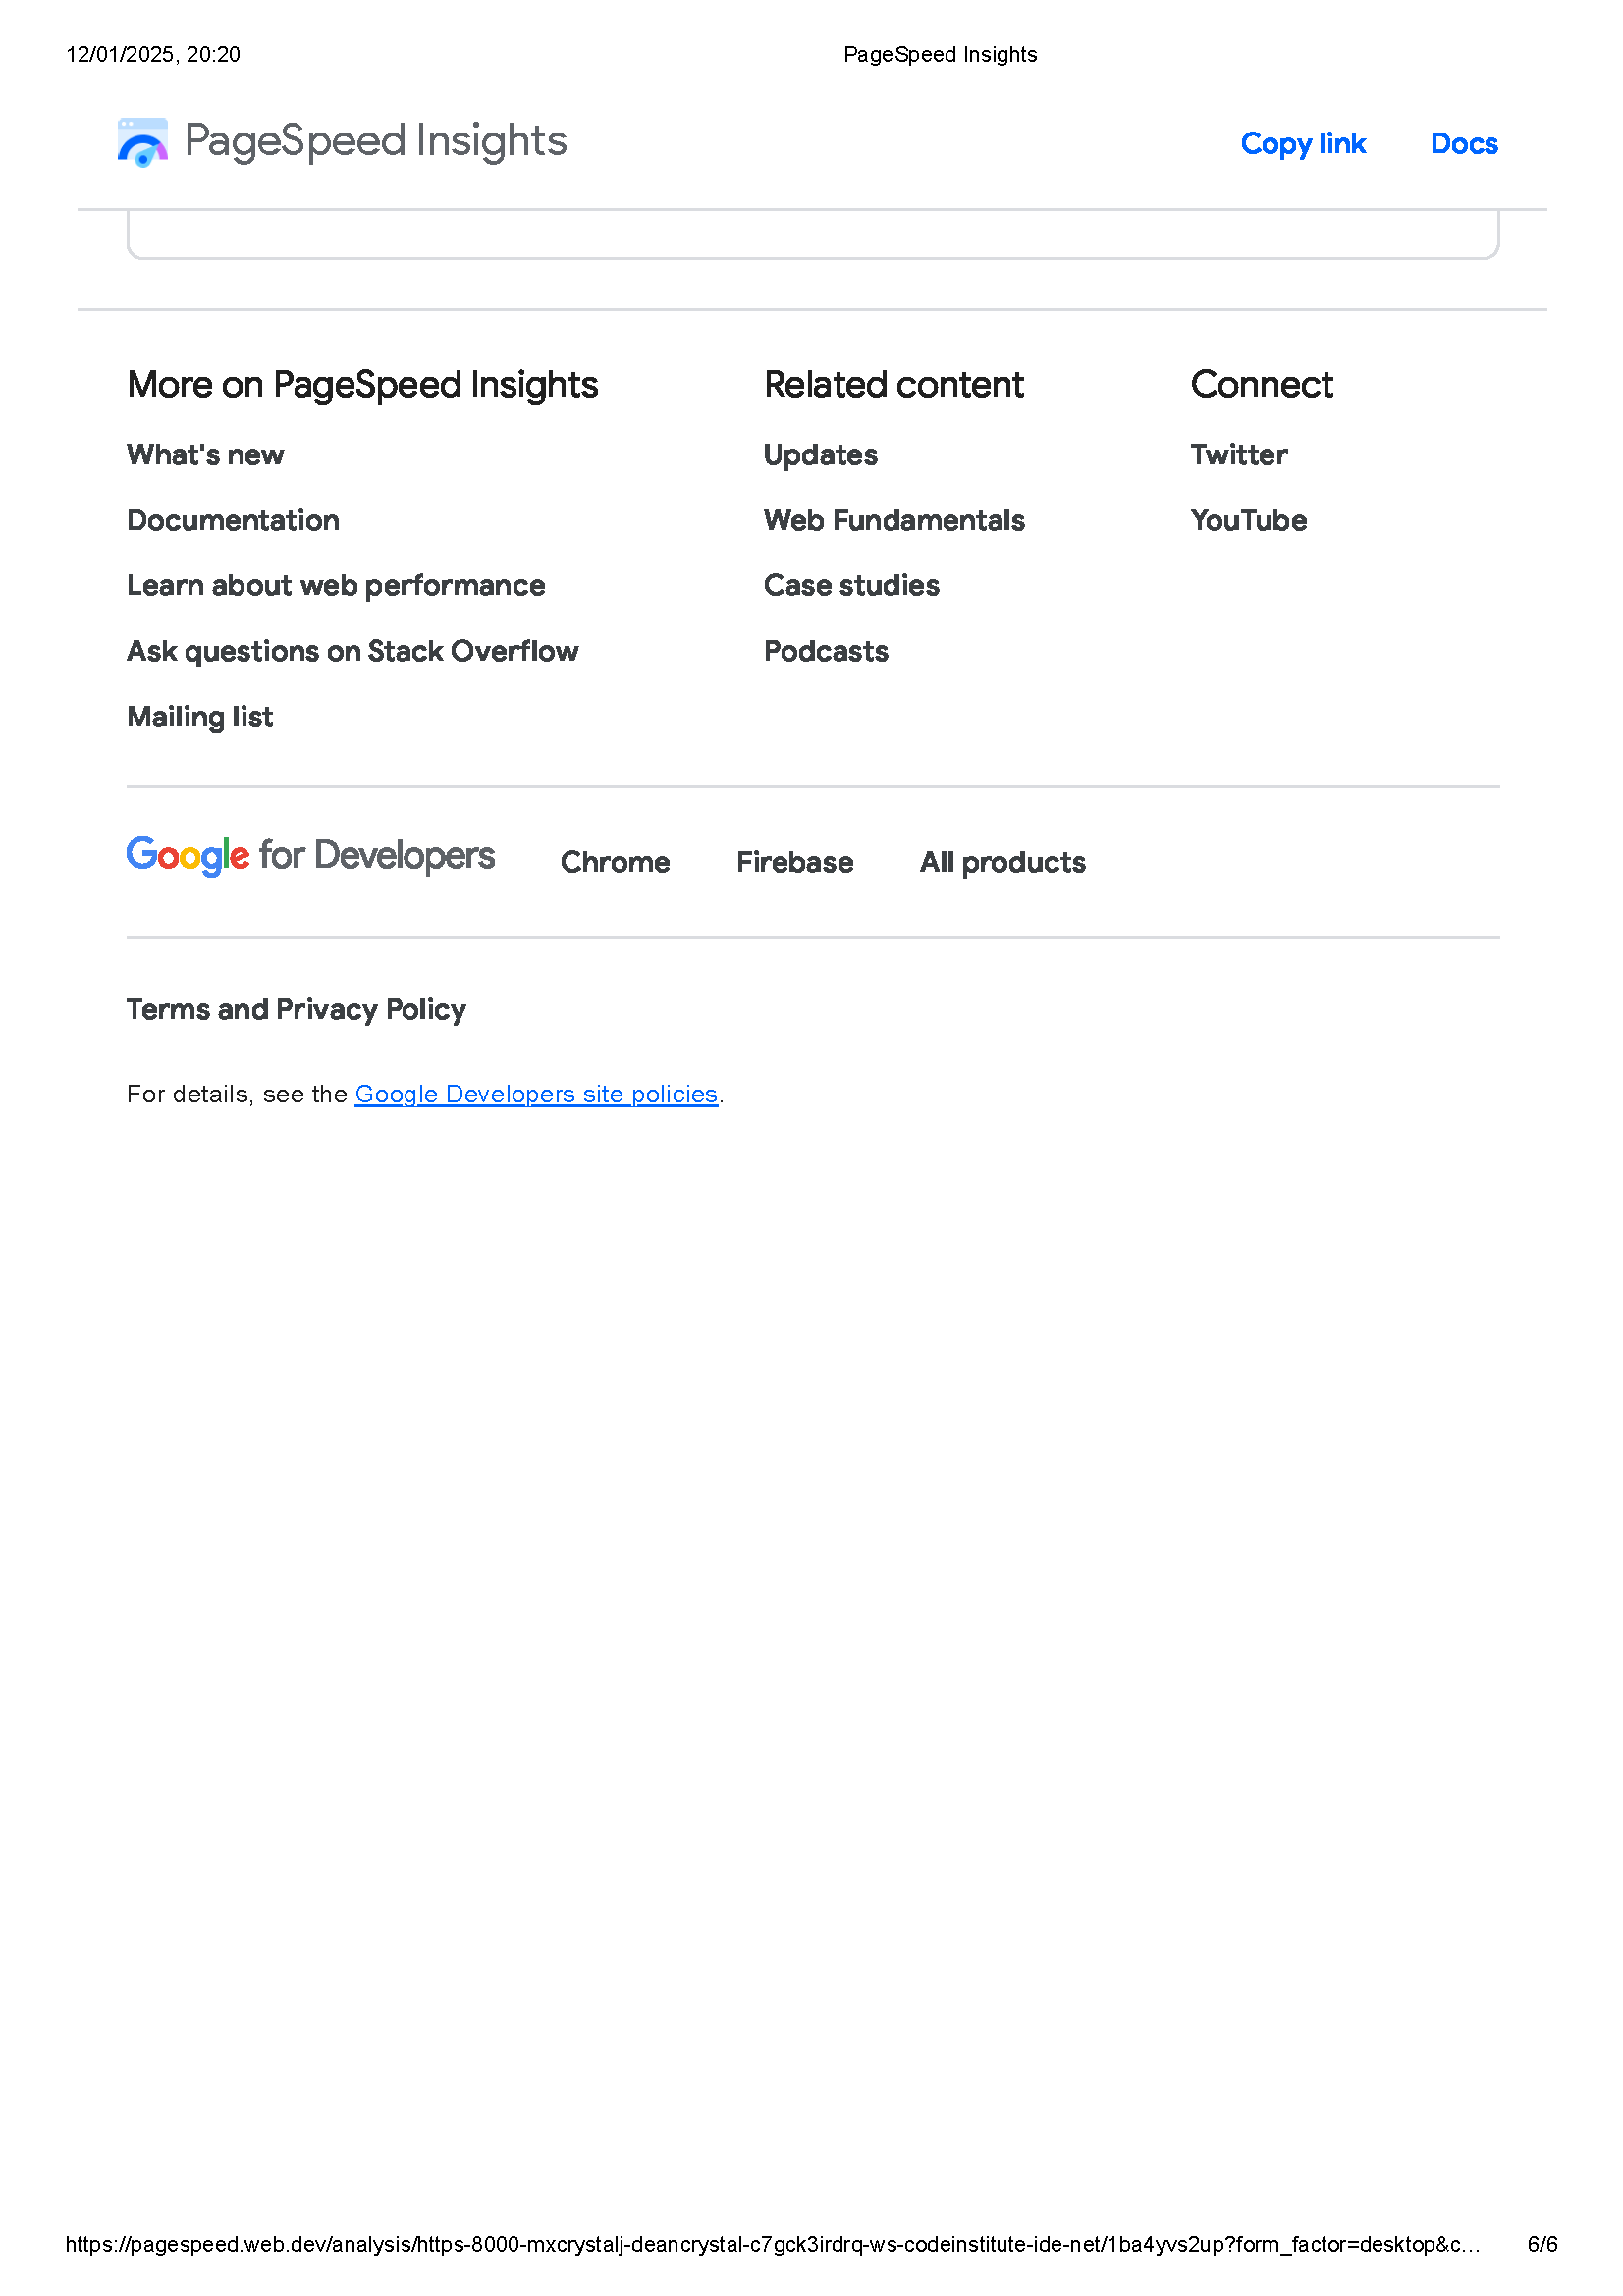 12/01/2025, 20:20
PageSpeed Insights
PageSpeed Insights
Copy link
Docs
More on PageSpeed Insights
What's new
Documentation
Learn about web performance
Ask questions on Stack Overflow
Mailing list
Related content
Updates
Web Fundamentals
Case studies
Podcasts
Connect
Twitter
YouTube
Google for Developers
Chrome
Firebase
All products
Terms and Privacy Policy
For details, see the Google Developers site policies.
https://pagespeed.web.dev/analysis/https-8000-mxcrystalj-deancrystal-c7gck3irdrq-ws-codeinstitute-ide-net/1ba4yvs2up?form_factor=desktop&c…
6/6